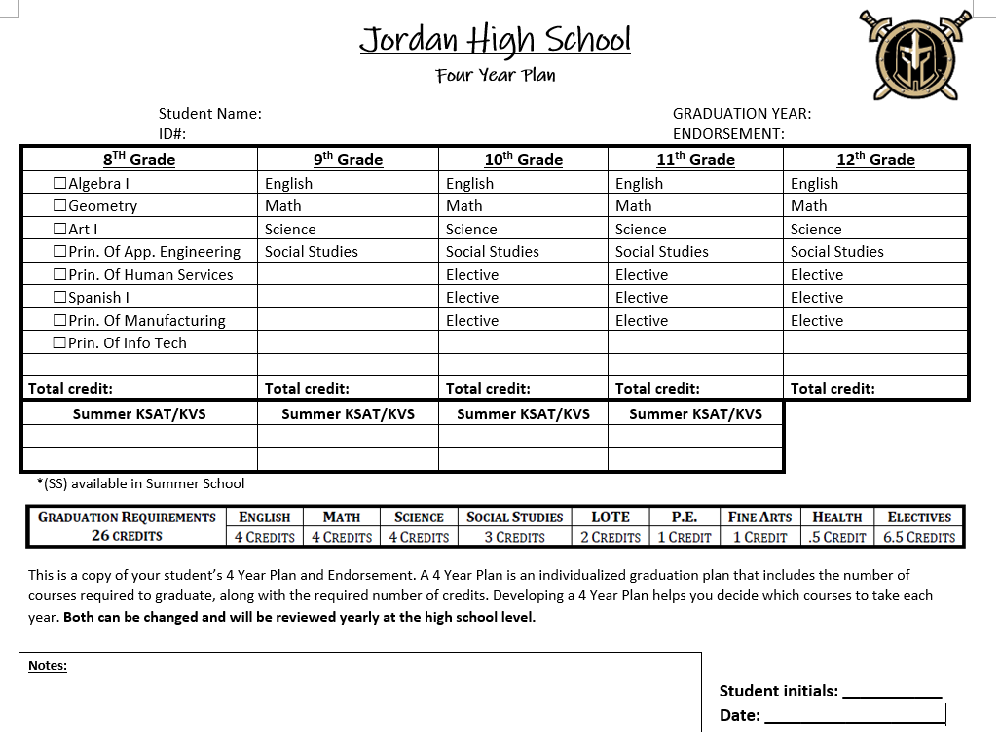 Jordan High School
Four Year Plan
Student Name: GRADUATION YEAR:
ID#: ENDORSEMENT:
8TH Grade 9th Grade 10th Grade 11th Grade 12th Grade
☐Algebra I English English English English
☐Geometry Math Math Math Math
☐Art I Science Science Science Science
☐Prin. Of App. Engineering Social Studies Social Studies Social Studies Social Studies
☐Prin. Of Human Services Elective Elective Elective
☐Spanish I Elective Elective Elective
☐Prin. Of Manufacturing Elective Elective Elective
☐Prin. Of Info Tech
Total credit: Total credit: Total credit: Total credit: Total credit:
Summer KSAT/KVS Summer KSAT/KVS Summer KSAT/KVS Summer KSAT/KVS
*(SS) available in Summer School
GRADUATION REQUIREMENTS ENGLISH MATH SCIENCE SOCIAL STUDIES LOTE P.E. FINE ARTS HEALTH ELECTIVES
26 CREDITS 4 CREDITS 4 CREDITS 4 CREDITS 3 CREDITS 2 CREDITS 1 CREDIT 1 CREDIT .5 CREDIT 6.5 CREDITS
This is a copy of your student’s 4 Year Plan and Endorsement. A 4 Year Plan is an individualized graduation plan that includes the number of
courses required to graduate, along with the required number of credits. Developing a 4 Year Plan helps you decide which courses to take each
year. Both can be changed and will be reviewed yearly at the high school level.
Notes:
Student initials: ___________
Date: ____________________